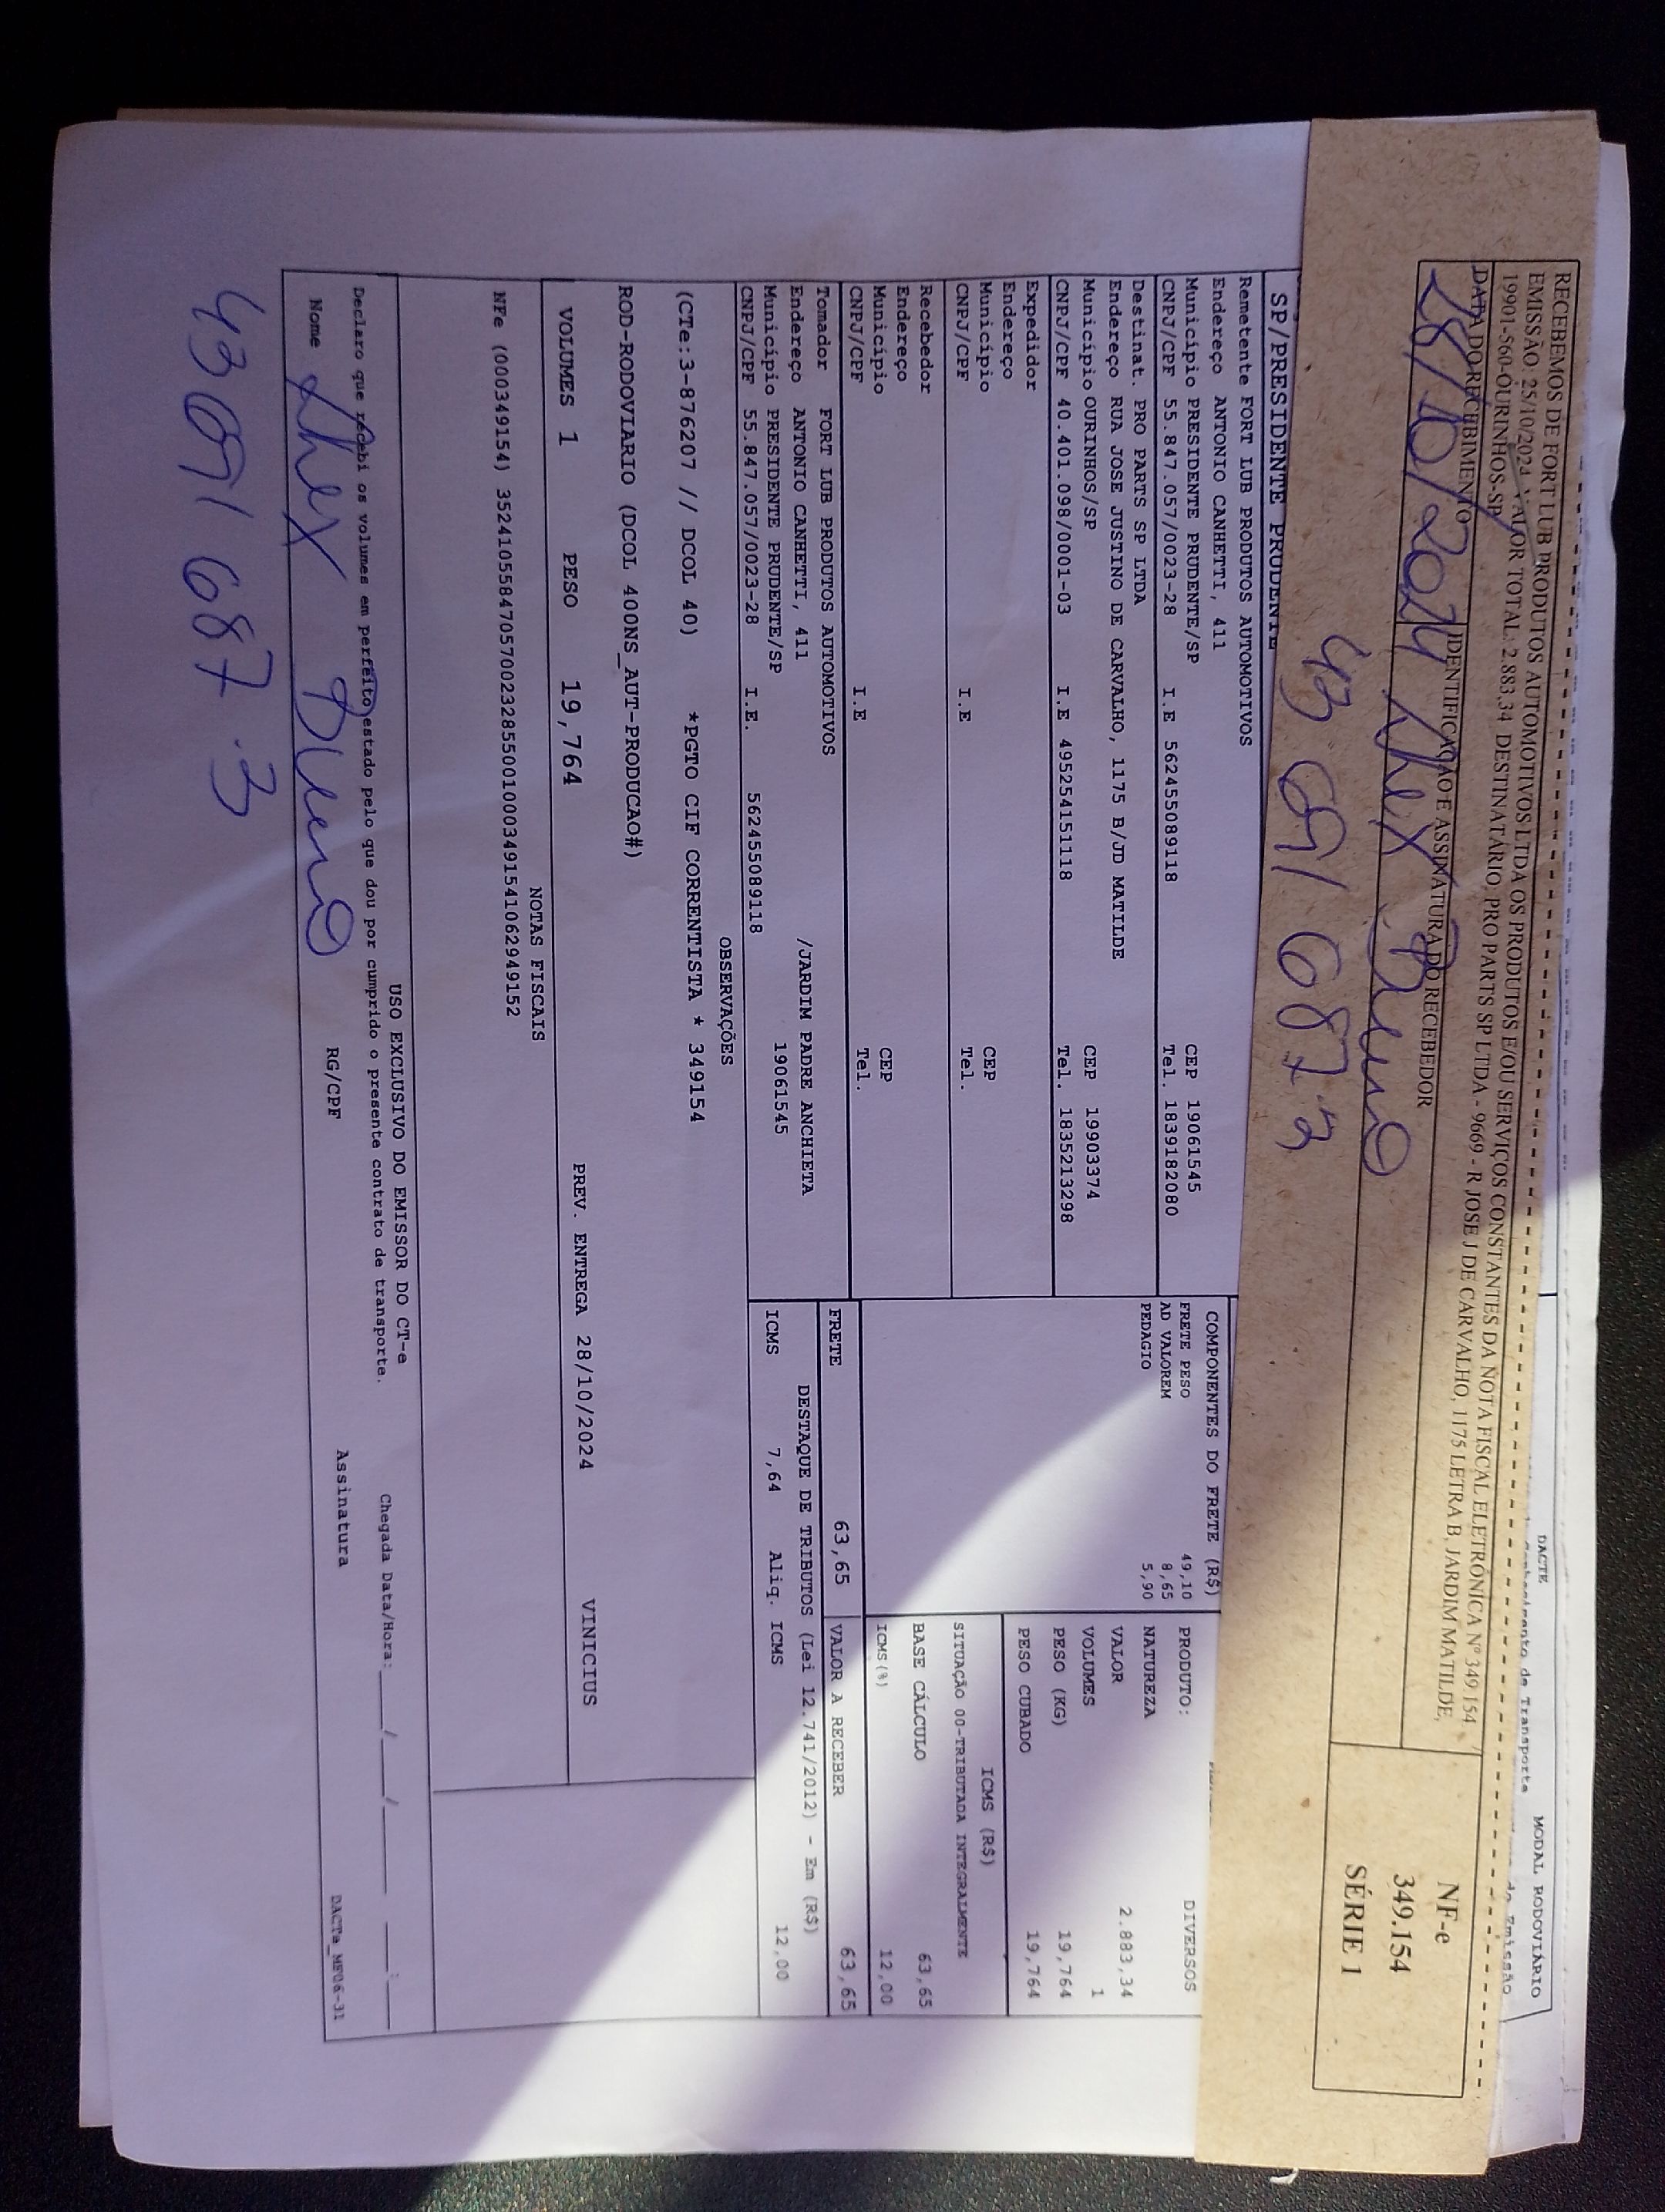 DACTE
MODAL RODOVIÁRIO
de Transporte
RECEBEMOS DE FORT LUB PRODUTOS AUTOMOTIVOS LTDA OS PRODUTOS E/OU SERVIÇOS CONSTANTES DA NOTA FISCAL ELETRÔNICA Nº 349.154
EMISSÃO: 25/10/2024 VALOR TOTAL: 2.883,34 DESTINATÁRIO: PRO PARTS SP LTDA - 9669 - R JOSE J DE CARVALHO, 1175 LETRA B, JARDIM MATILDE,
19901-560-OURINHOS-SP
DATA DO RECEBIMENTO
IDENTIFICAÇÃO E ASSINATURA DO RECEBEDOR
28/10/2024
NF-e
349.154
SÉRIE 1
43 691 687.3
SP/PRESIDENTE PRUDENTE
Remetente FORT LUB PRODUTOS AUTOMOTIVOS
Endereço ANTONIO CANHETTI, 411
Município PRESIDENTE PRUDENTE/SP CEP 19061545
CNPJ/CPF 55.847.057/0023-28 I.E 562455089118 Tel. 1839182080
Destinat. PRO PARTS SP LTDA
Endereço RUA JOSE JUSTINO DE CARVALHO, 1175 B/JD MATILDE
Município OURINHOS/SP CEP 19903374
CNPJ/CPF 40.401.098/0001-03 I.E 495254151118 Tel. 1835213298
Expedidor
Endereço
Município CEP
CNPJ/CPF I.E Tel.
Recebedor
Endereço
Município CEP
CNPJ/CPF I.E Tel.
Tomador FORT LUB PRODUTOS AUTOMOTIVOS
Endereço ANTONIO CANHETTI, 411 /JARDIM PADRE ANCHIETA
Município PRESIDENTE PRUDENTE/SP 19061545
CNPJ/CPF 55.847.057/0023-28 I.E. 562455089118
COMPONENTES DO FRETE (R$)
FRETE PESO 49,10
AD VALOREM 8,65
PEDAGIO 5,90
FRETE 63,65
PRODUTO: DIVERSOS
NATUREZA
VALOR 2.883,34
VOLUMES 1
PESO (KG) 19,764
PESO CUBADO 19,764
ICMS (R$)
SITUAÇÃO 00-TRIBUTADA INTEGRALMENTE
BASE CÁLCULO 63,65
ICMS(%) 12,00
VALOR A RECEBER 63,65
DESTAQUE DE TRIBUTOS (Lei 12.741/2012) - Em (R$)
ICMS 7,64 Aliq. ICMS 12,00
OBSERVAÇÕES
(CTe:3-876207 // DCOL 40) *PGTO CIF CORRENTISTA * 349154
ROD-RODOVIARIO (DCOL 400NS_AUT-PRODUCAO#)
VOLUMES 1 PESO 19,764 PREV. ENTREGA 28/10/2024 VINICIUS
NOTAS FISCAIS
NFe (000349154) 35241055847057002328550010003491541062949152
USO EXCLUSIVO DO EMISSOR DO CT-e
Declaro que recebi os volumes em perfeito estado pelo que dou por cumprido o presente contrato de transporte. Chegada Data/Hora: ___/___/_____ ___:___
Nome RG/CPF Assinatura DACTe_MF06-31
43 691 687.3